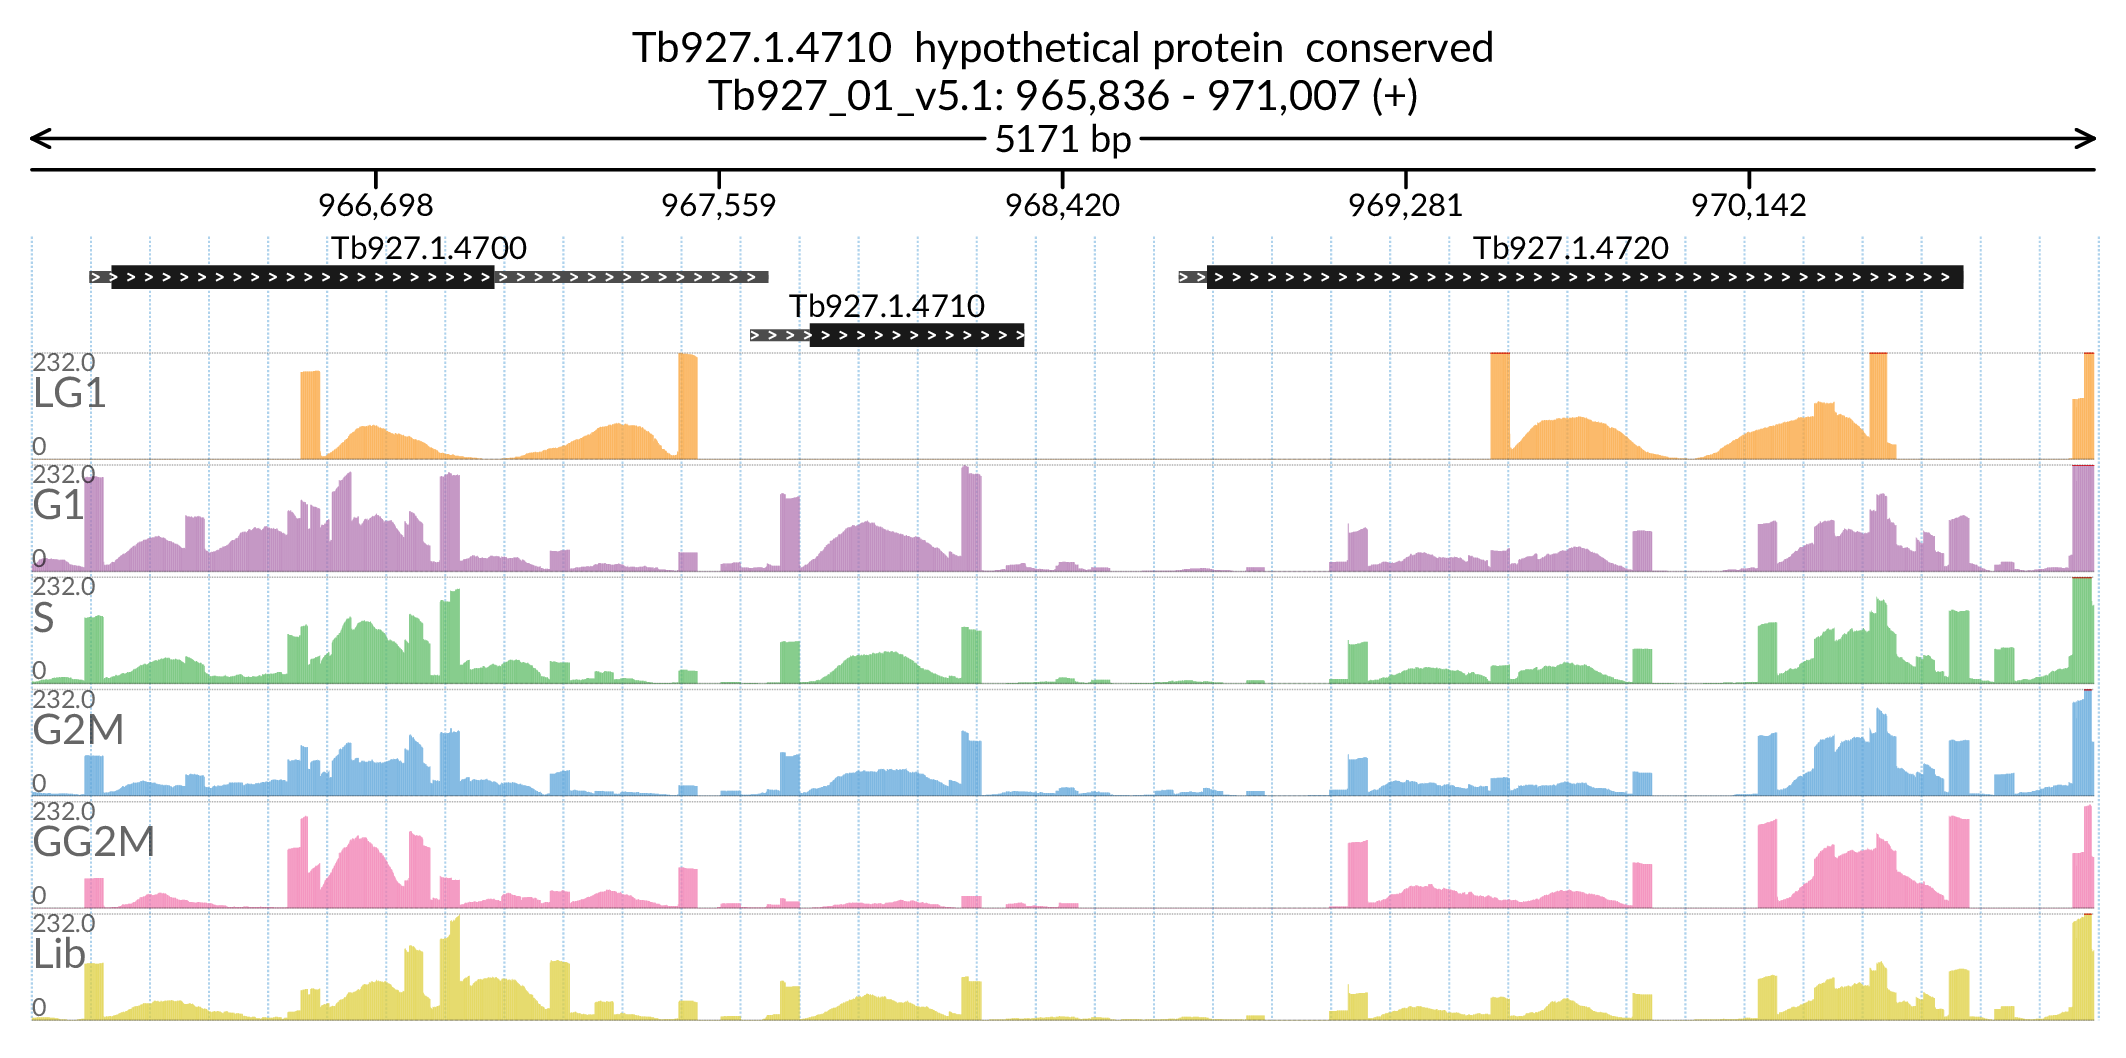 Tb927.1.4710  hypothetical protein  conserved
Tb927_01_v5.1: 965,836 - 971,007 (+)
5171 bp
966,698 967,559 968,420 969,281 970,142
Tb927.1.4700 Tb927.1.4720
Tb927.1.4710
232.0
LG1
0
232.0
G1
0
232.0
S
0
232.0
G2M
0
232.0
GG2M
0
232.0
Lib
0